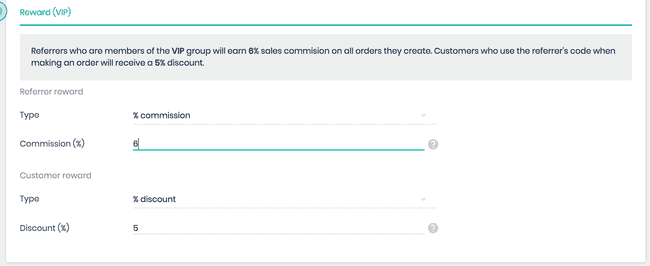 Reward (VIP)
Referrers who are members of the VIP group will earn 6% sales commision on all orders they create. Customers who use the referrer's code when
making an order will receive a 5% discount.
Referrer reward
Type % commission
Commission (%) 6 ?
Customer reward
Type % discount
Discount (%) 5 ?